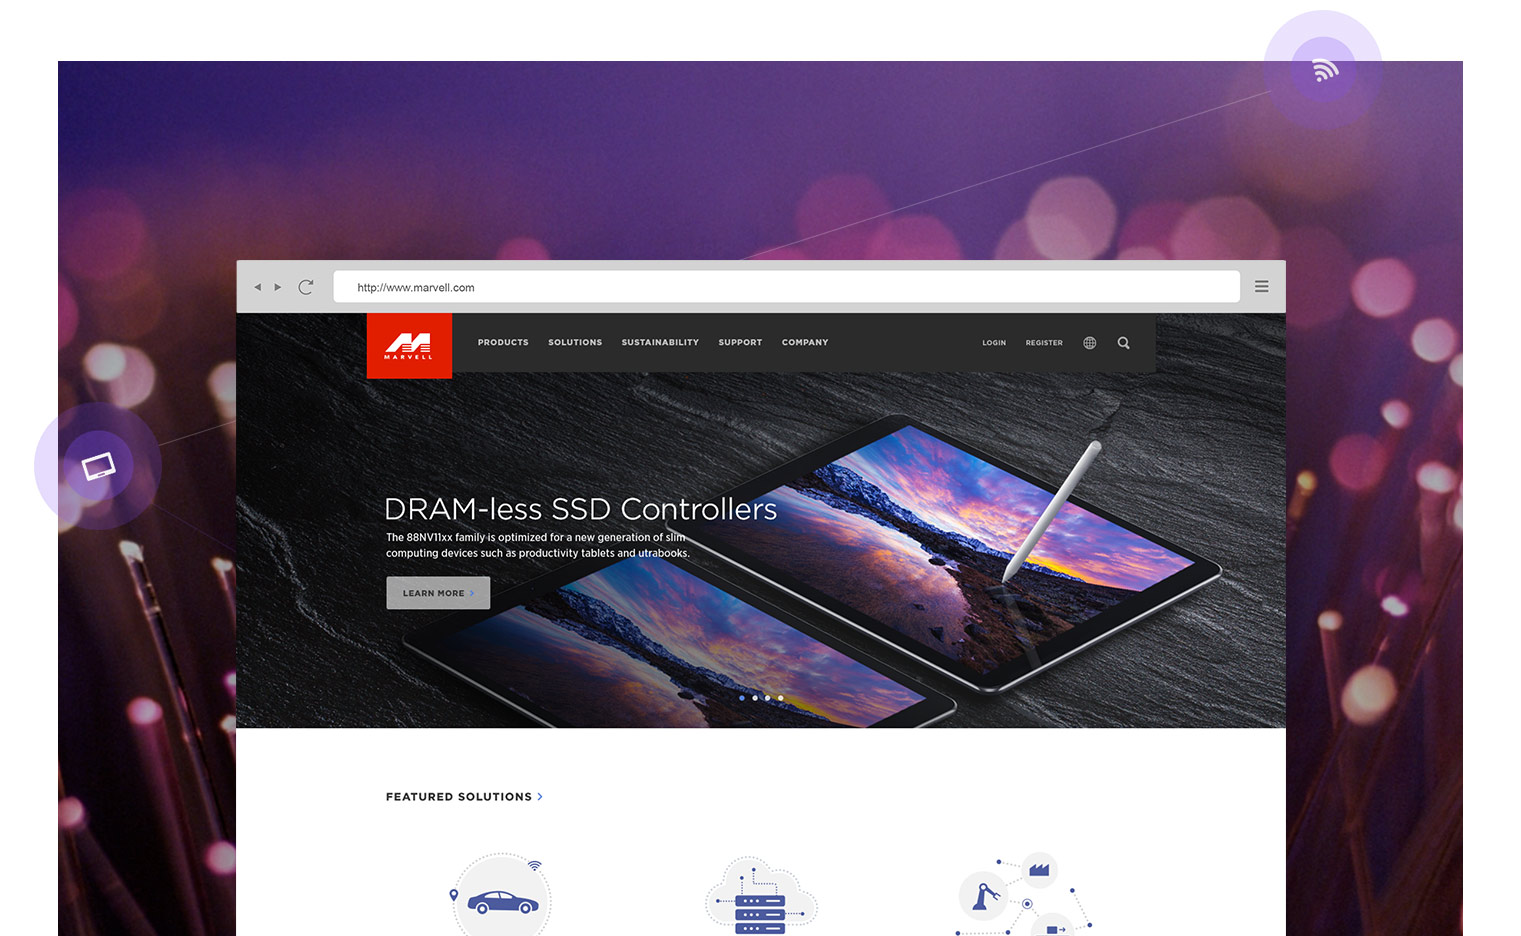 http://www.marvell.com
MARVELL
PRODUCTS SOLUTIONS SUSTAINABILITY SUPPORT COMPANY LOGIN REGISTER
DRAM-less SSD Controllers
The 88NV11xx family is optimized for a new generation of slim
computing devices such as productivity tablets and utrabooks.
LEARN MORE >
FEATURED SOLUTIONS >